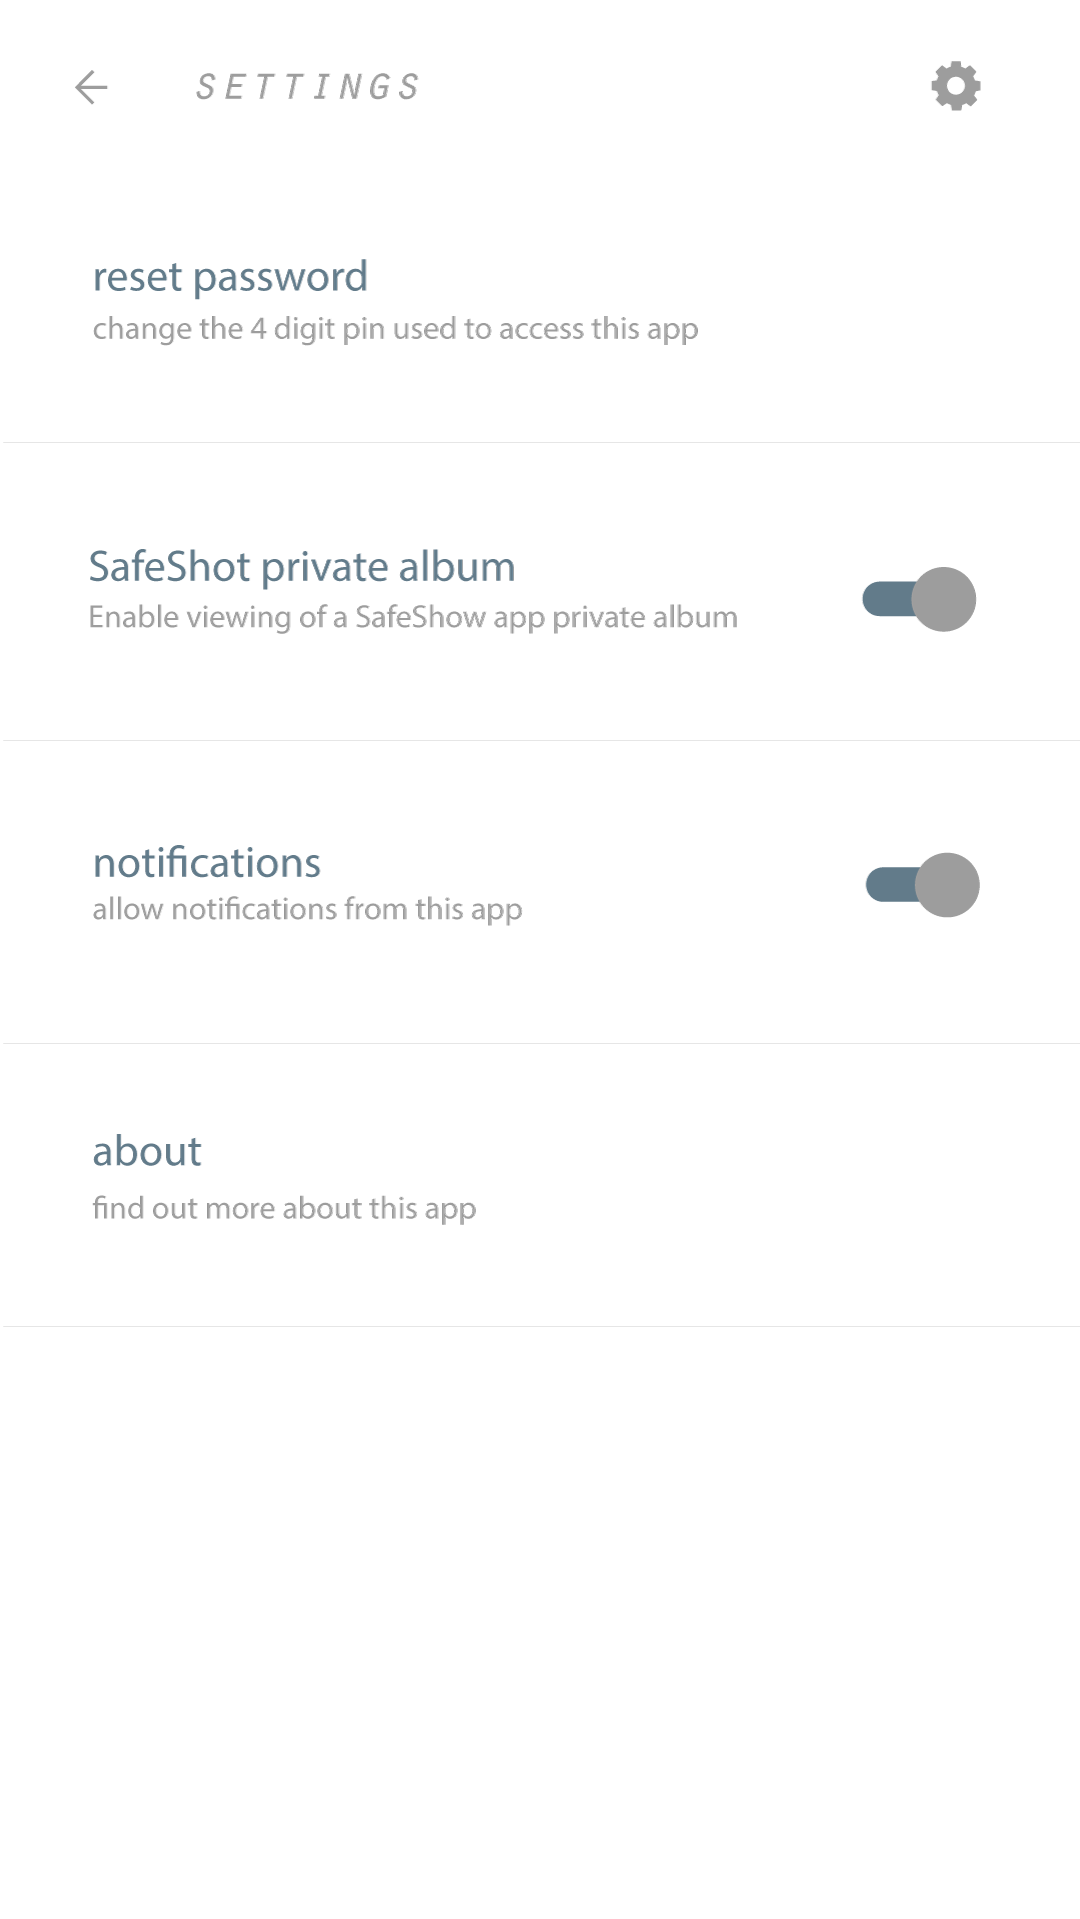 SETTINGS
reset password
change the 4 digit pin used to access this app
SafeShot private album
Enable viewing of a SafeShow app private album
notifications
allow notifications from this app
about
find out more about this app